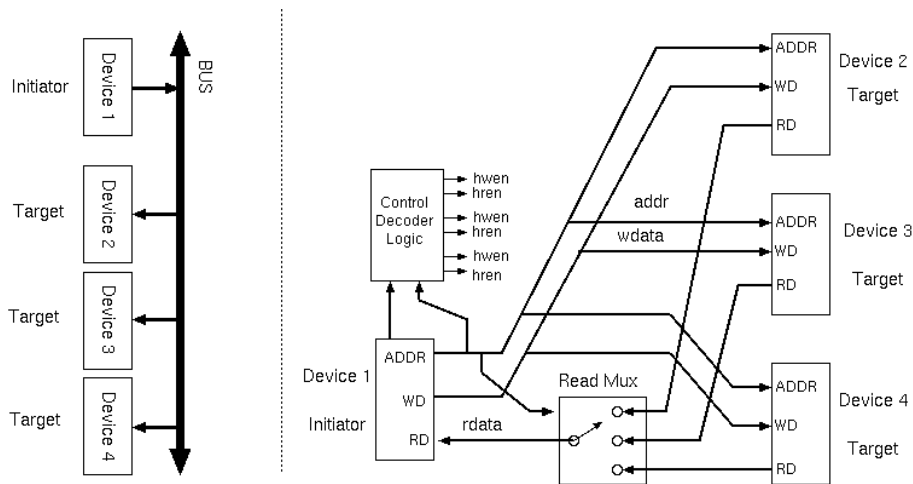 Initiator
Device 1
BUS
Target
Device 2
Target
Device 3
Target
Device 4
Control
Decoder
Logic
hwen
hren
hwen
hren
hwen
hren
addr
wdata
Device 1
Initiator
ADDR
WD
RD
rdata
Read Mux
ADDR
WD
RD
Device 2
Target
ADDR
WD
RD
Device 3
Target
ADDR
WD
RD
Device 4
Target